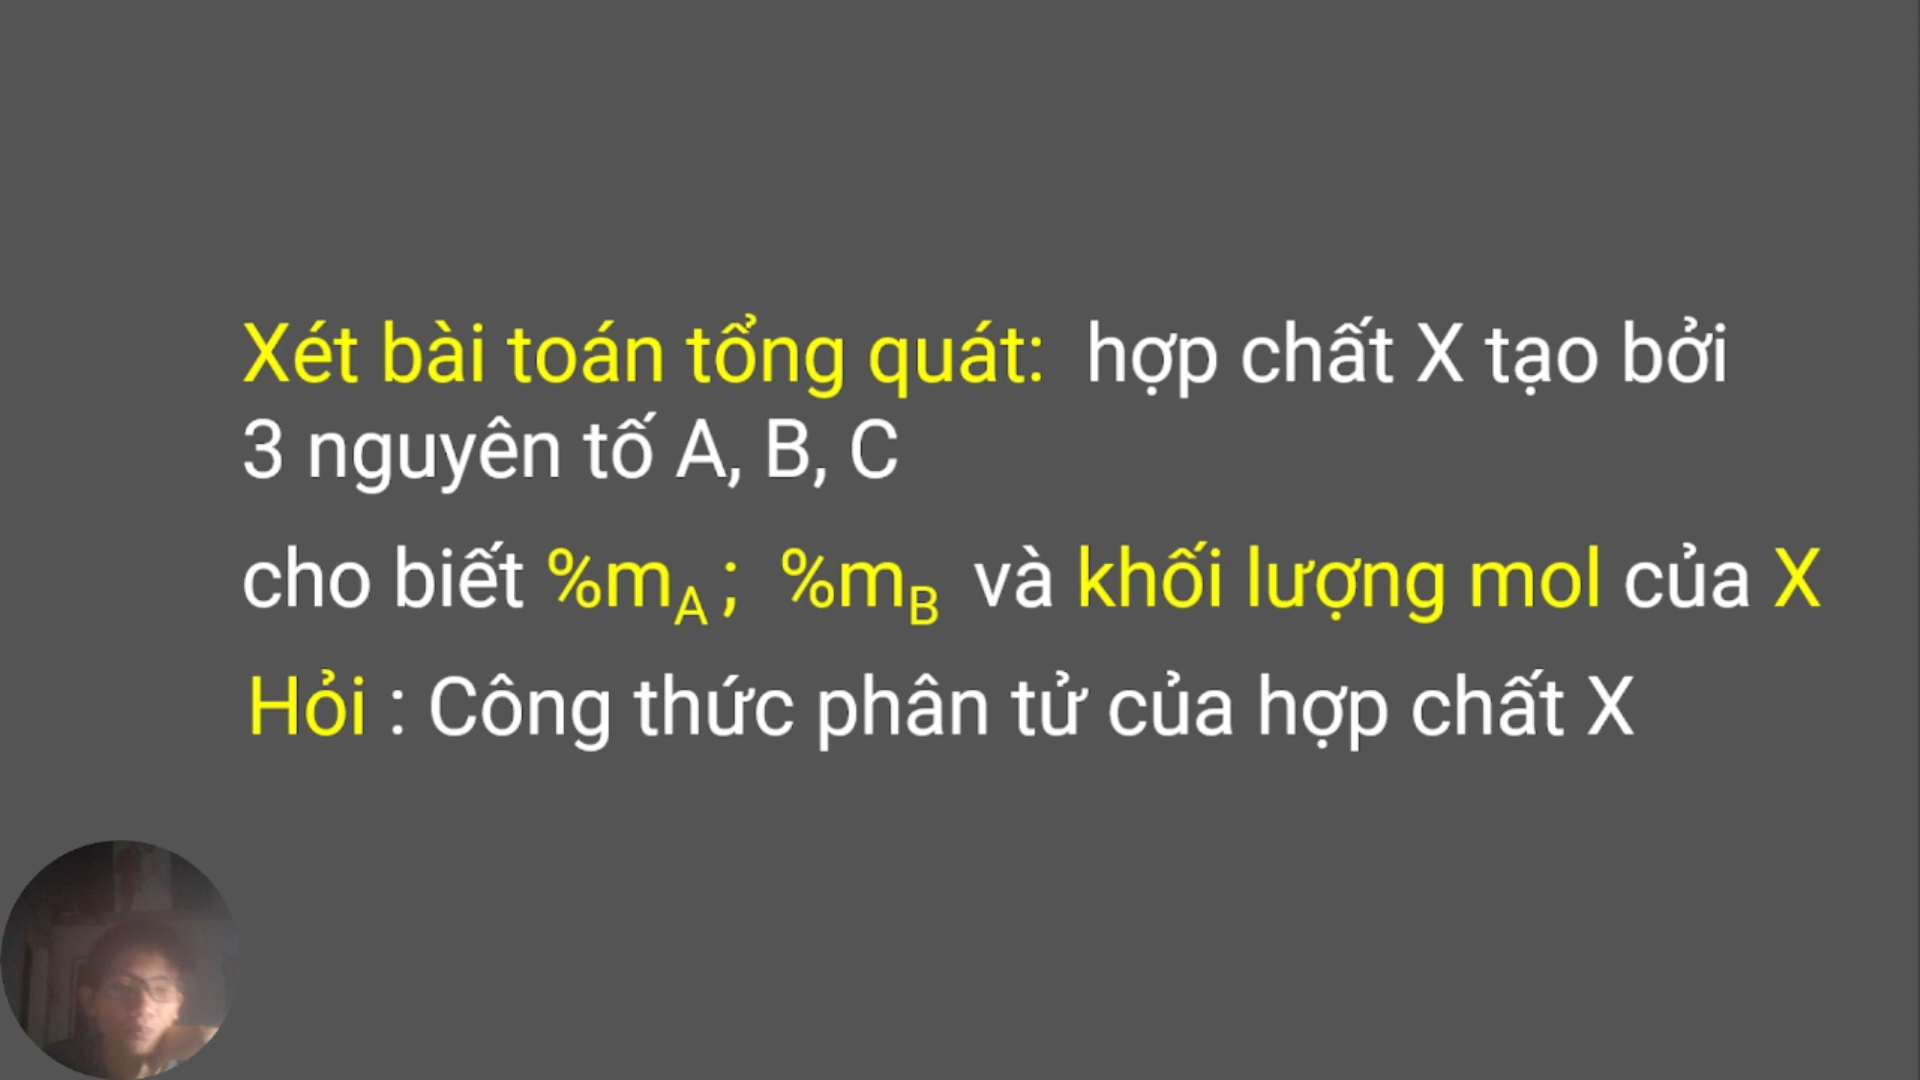 Xét bài toán tổng quát: hợp chất X tạo bởi
3 nguyên tố A, B, C
cho biết %mA ; %mB và khối lượng mol của X
Hỏi : Công thức phân tử của hợp chất X